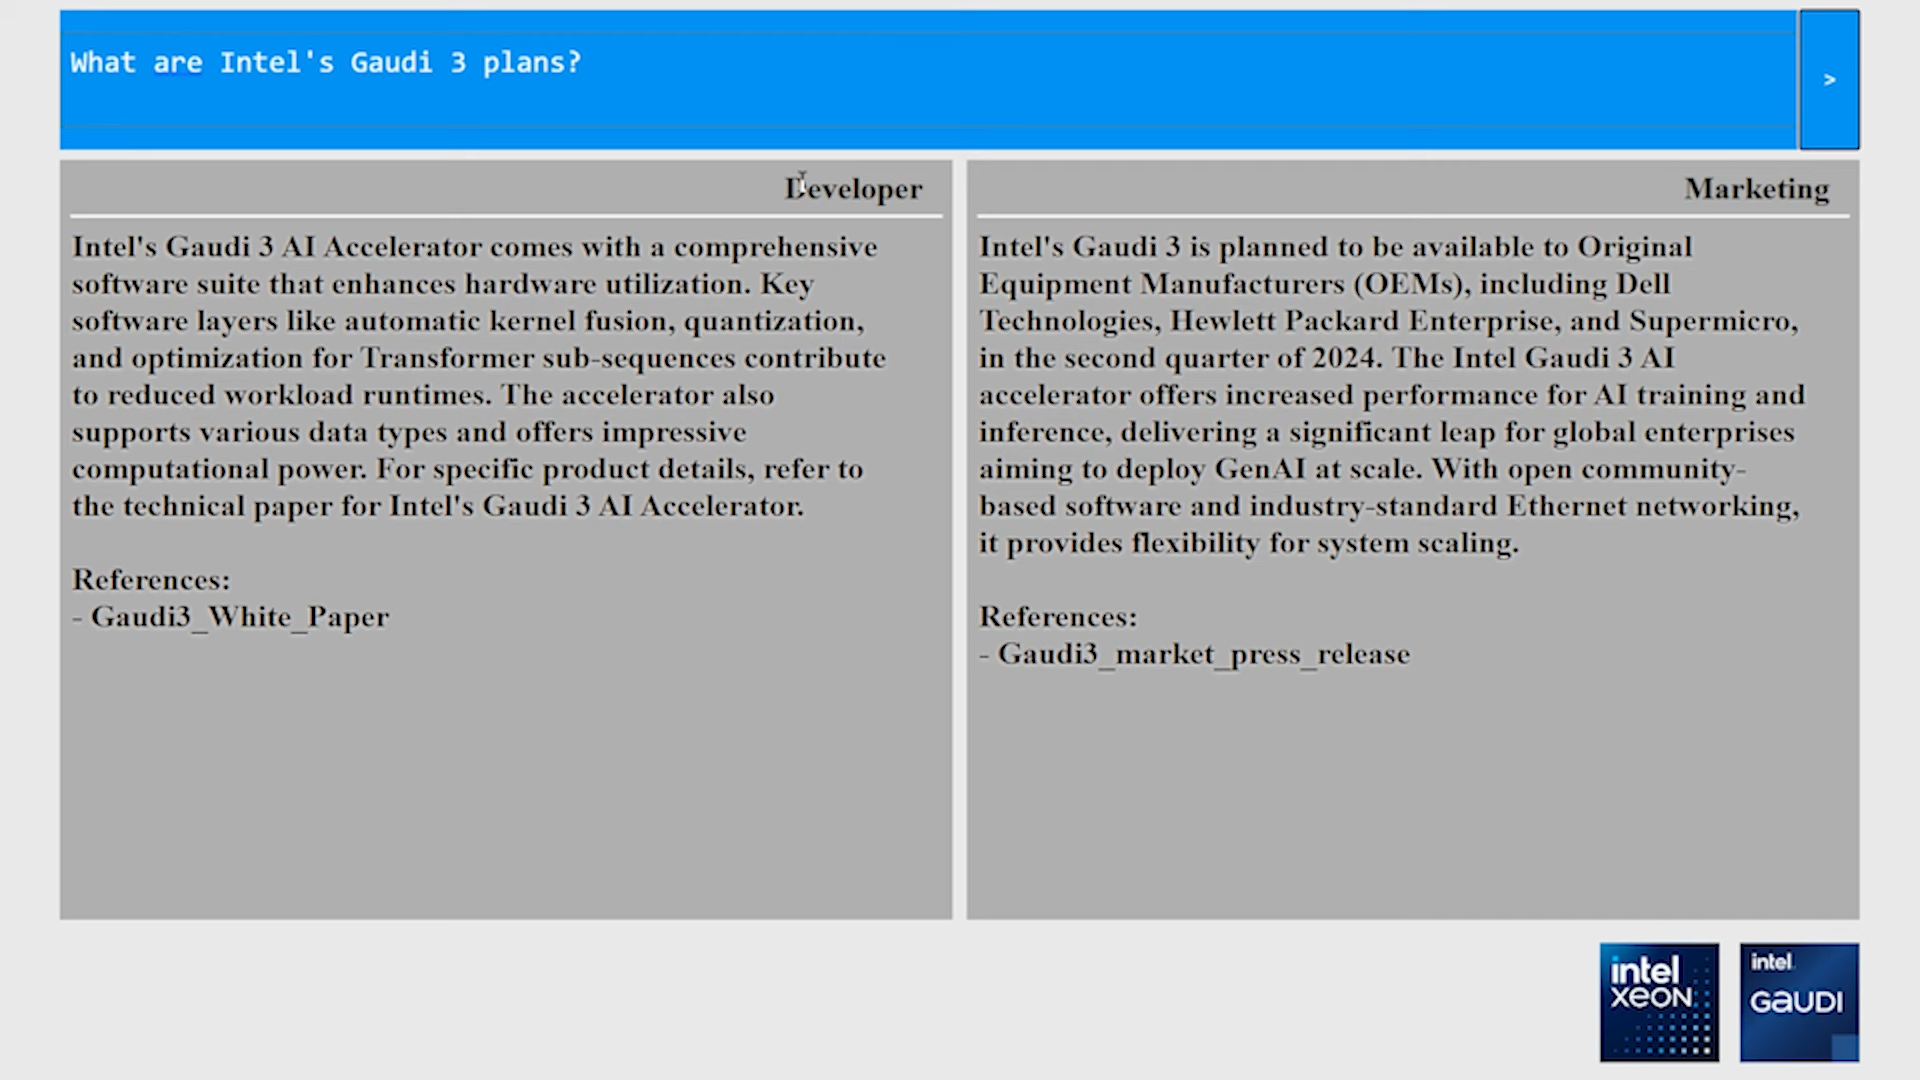 What are Intel's Gaudi 3 plans?
>
Developer
Intel's Gaudi 3 AI Accelerator comes with a comprehensive
software suite that enhances hardware utilization. Key
software layers like automatic kernel fusion, quantization,
and optimization for Transformer sub-sequences contribute
to reduced workload runtimes. The accelerator also
supports various data types and offers impressive
computational power. For specific product details, refer to
the technical paper for Intel's Gaudi 3 AI Accelerator.
References:
- Gaudi3_White_Paper
Marketing
Intel's Gaudi 3 is planned to be available to Original
Equipment Manufacturers (OEMs), including Dell
Technologies, Hewlett Packard Enterprise, and Supermicro,
in the second quarter of 2024. The Intel Gaudi 3 AI
accelerator offers increased performance for AI training and
inference, delivering a significant leap for global enterprises
aiming to deploy GenAI at scale. With open community-
based software and industry-standard Ethernet networking,
it provides flexibility for system scaling.
References:
- Gaudi3_market_press_release
intel
xeon
intel
GAUDI